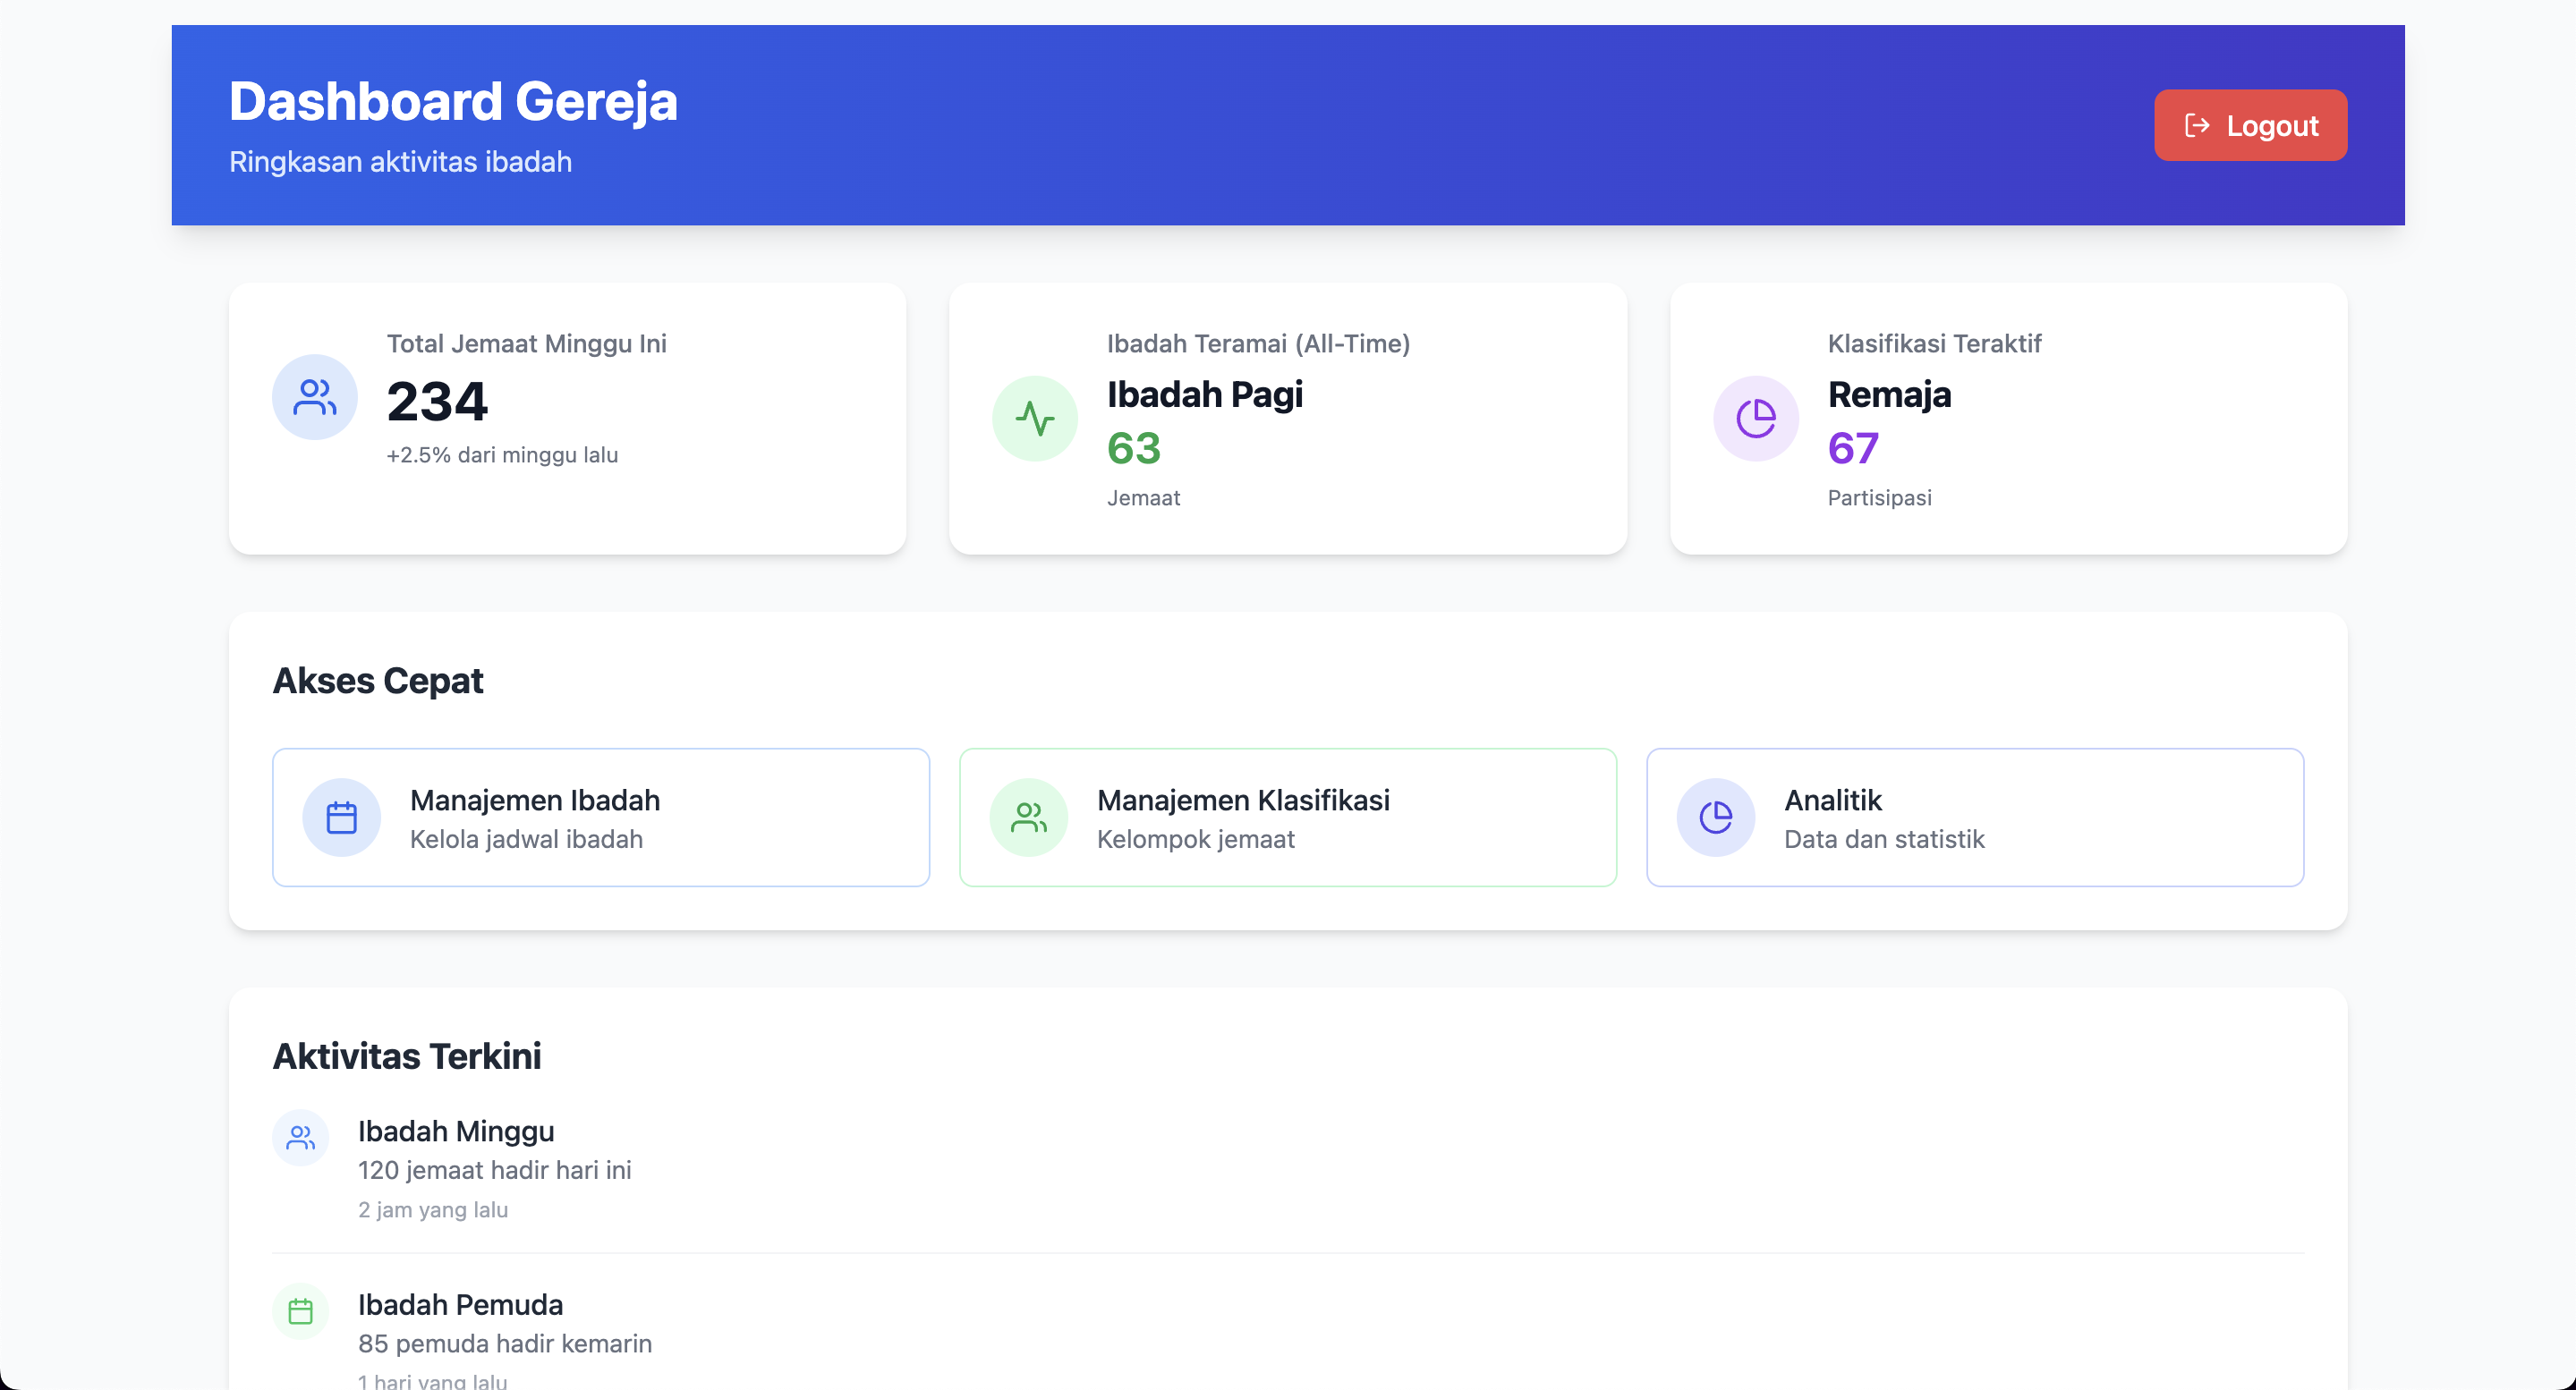 Dashboard Gereja
Ringkasan aktivitas ibadah
Logout
Total Jemaat Minggu Ini
234
+2.5% dari minggu lalu
Ibadah Teramai (All-Time)
Ibadah Pagi
63
Jemaat
Klasifikasi Teraktif
Remaja
67
Partisipasi
Akses Cepat
Manajemen Ibadah
Kelola jadwal ibadah
Manajemen Klasifikasi
Kelompok jemaat
Analitik
Data dan statistik
Aktivitas Terkini
Ibadah Minggu
120 jemaat hadir hari ini
2 jam yang lalu
Ibadah Pemuda
85 pemuda hadir kemarin
1 hari yang lalu